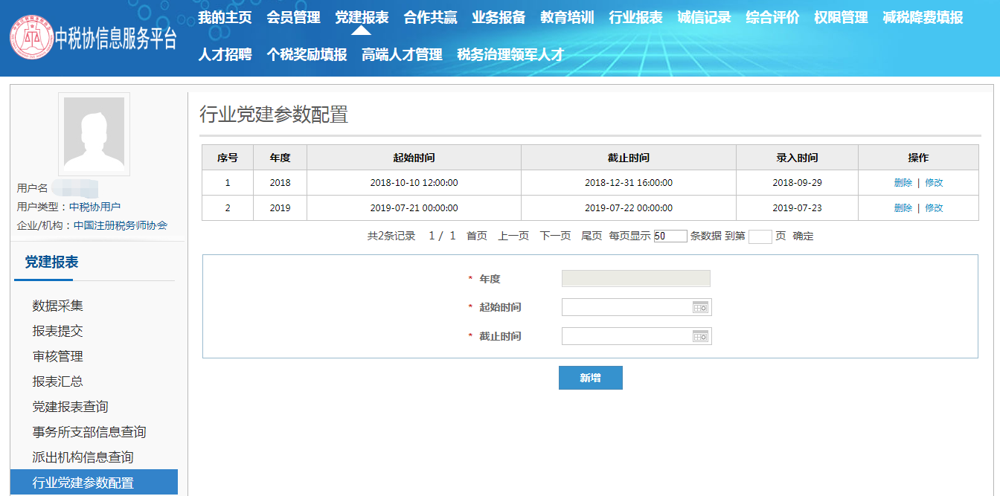 中税协信息服务平台
我的主页 会员管理 党建报表 合作共赢 业务报备 教育培训 行业报表 诚信记录 综合评价 权限管理 减税降费填报
人才招聘 个税奖励填报 高端人才管理 税务治理领军人才
用户名
用户类型：中税协用户
企业/机构：中国注册税务师协会
党建报表
数据采集
报表提交
审核管理
报表汇总
党建报表查询
事务所支部信息查询
派出机构信息查询
行业党建参数配置
行业党建参数配置
序号 年度 起始时间 截止时间 录入时间 操作
1 2018 2018-10-10 12:00:00 2018-12-31 16:00:00 2018-09-29 删除 | 修改
2 2019 2019-07-21 00:00:00 2019-07-22 00:00:00 2019-07-23 删除 | 修改
共2条记录 1 / 1 首页 上一页 下一页 尾页 每页显示 50 条数据 到第 页 确定
* 年度
* 起始时间
* 截止时间
新增